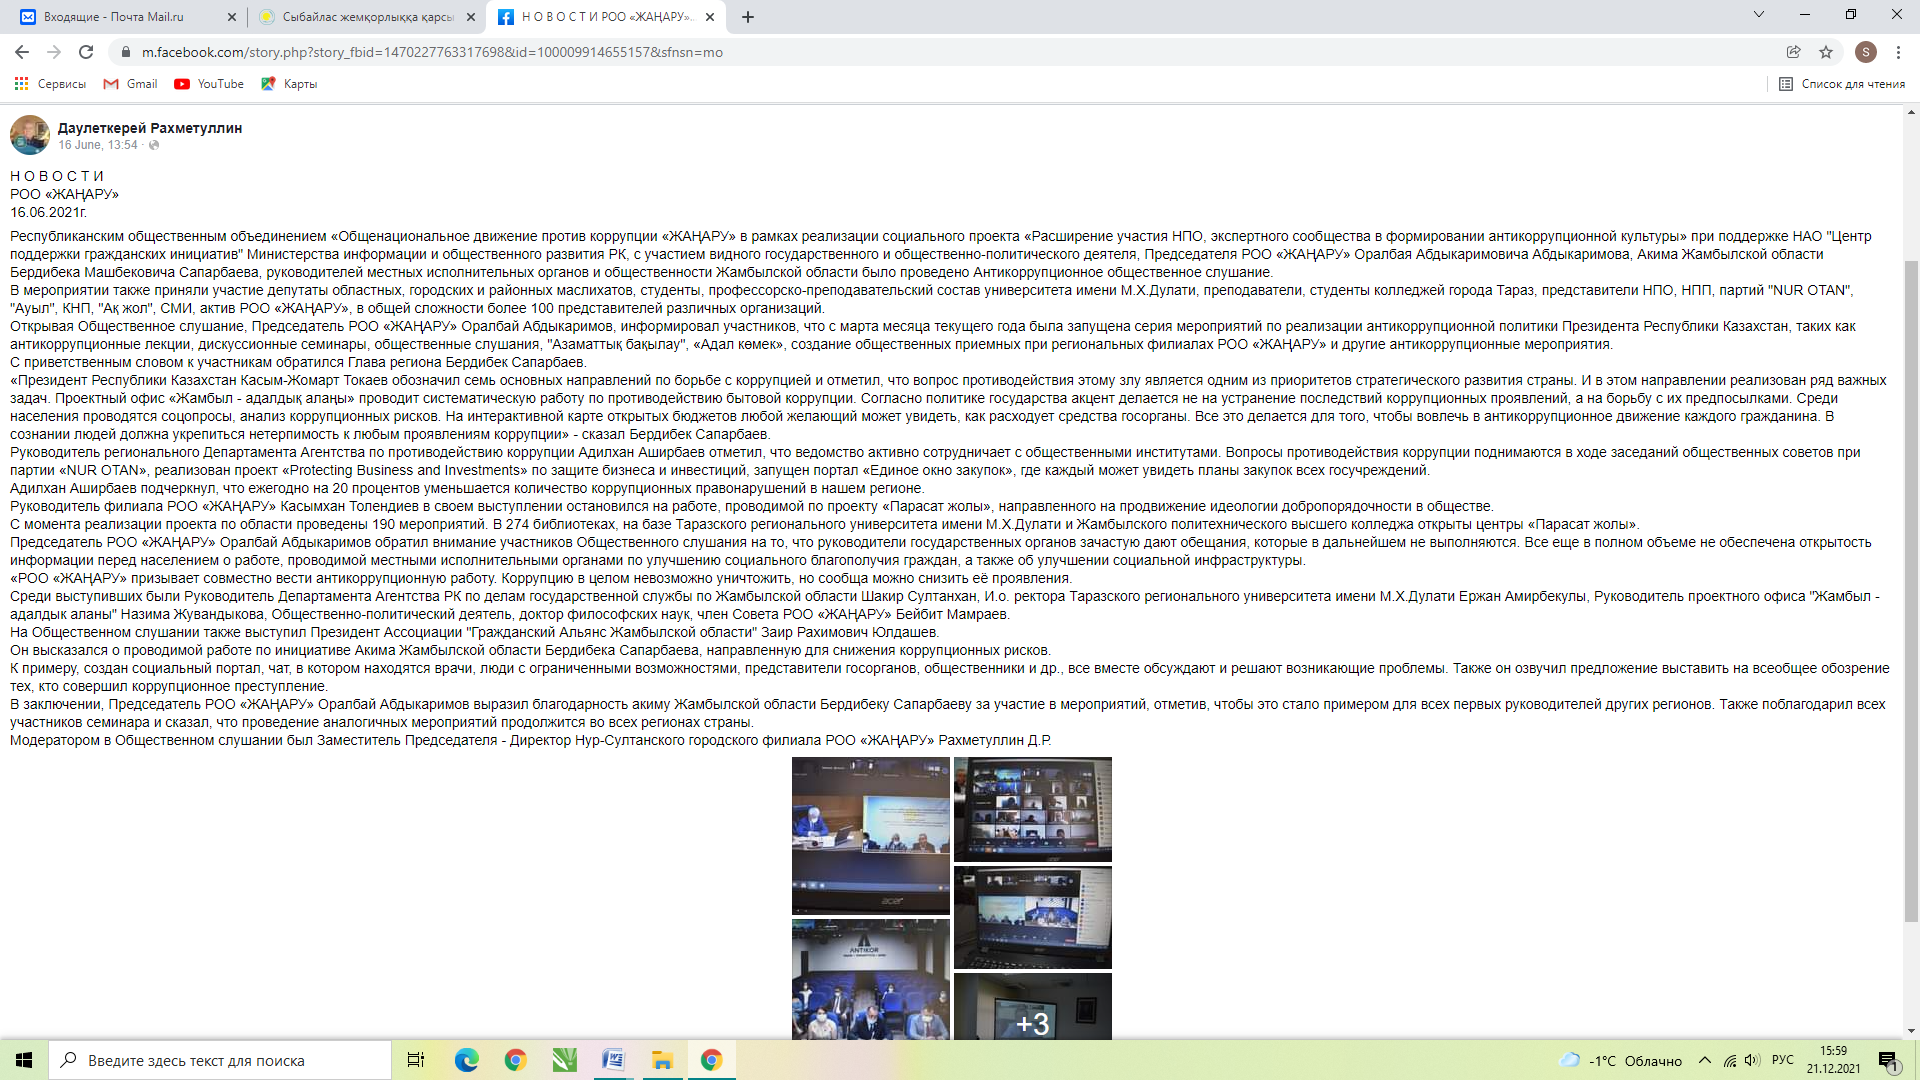 Входящие - Почта Mail.ru
Сыбайлас жемқорлыққа қарсы
Н О В О С Т И РОО «ЖАҢАРУ»...
m.facebook.com/story.php?story_fbid=1470227763317698&id=100009914655157&sfnsn=mo
S
Сервисы
Gmail
YouTube
Карты
Список для чтения
Даулеткерей Рахметуллин
16 June, 13:54 ·
Н О В О С Т И
РОО «ЖАҢАРУ»
16.06.2021г.
Республиканским общественным объединением «Общенациональное движение против коррупции «ЖАҢАРУ» в рамках реализации социального проекта «Расширение участия НПО, экспертного сообщества в формировании антикоррупционной культуры» при поддержке НАО "Центр
поддержки гражданских инициатив" Министерства информации и общественного развития РК, с участием видного государственного и общественно-политического деятеля, Председателя РОО «ЖАҢАРУ» Оралбая Абдыкаримовича Абдыкаримова, Акима Жамбылской области
Бердибека Машбековича Сапарбаева, руководителей местных исполнительных органов и общественности Жамбылской области было проведено Антикоррупционное общественное слушание.
В мероприятии также приняли участие депутаты областных, городских и районных маслихатов, студенты, профессорско-преподавательский состав университета имени М.Х.Дулати, преподаватели, студенты колледжей города Тараз, представители НПО, НПП, партий "NUR OTAN",
"Ауыл", КНП, "Ақ жол", СМИ, актив РОО «ЖАҢАРУ», в общей сложности более 100 представителей различных организаций.
Открывая Общественное слушание, Председатель РОО «ЖАҢАРУ» Оралбай Абдыкаримов, информировал участников, что с марта месяца текущего года была запущена серия мероприятий по реализации антикоррупционной политики Президента Республики Казахстан, таких как
антикоррупционные лекции, дискуссионные семинары, общественные слушания, "Азаматтық бақылау", «Адал көмек», создание общественных приемных при региональных филиалах РОО «ЖАҢАРУ» и другие антикоррупционные мероприятия.
С приветственным словом к участникам обратился Глава региона Бердибек Сапарбаев.
«Президент Республики Казахстан Касым-Жомарт Токаев обозначил семь основных направлений по борьбе с коррупцией и отметил, что вопрос противодействия этому злу является одним из приоритетов стратегического развития страны. И в этом направлении реализован ряд важных
задач. Проектный офис «Жамбыл - адалдық алаңы» проводит систематическую работу по противодействию бытовой коррупции. Согласно политике государства акцент делается не на устранение последствий коррупционных проявлений, а на борьбу с их предпосылками. Среди
населения проводятся соцопросы, анализ коррупционных рисков. На интерактивной карте открытых бюджетов любой желающий может увидеть, как расходует средства госорганы. Все это делается для того, чтобы вовлечь в антикоррупционное движение каждого гражданина. В
сознании людей должна укрепиться нетерпимость к любым проявлениям коррупции» - сказал Бердибек Сапарбаев.
Руководитель регионального Департамента Агентства по противодействию коррупции Адилхан Аширбаев отметил, что ведомство активно сотрудничает с общественными институтами. Вопросы противодействия коррупции поднимаются в ходе заседаний общественных советов при
партии «NUR OTAN», реализован проект «Protecting Business and Investments» по защите бизнеса и инвестиций, запущен портал «Единое окно закупок», где каждый может увидеть планы закупок всех госучреждений.
Адилхан Аширбаев подчеркнул, что ежегодно на 20 процентов уменьшается количество коррупционных правонарушений в нашем регионе.
Руководитель филиала РОО «ЖАҢАРУ» Касымхан Толендиев в своем выступлении остановился на работе, проводимой по проекту «Парасат жолы», направленного на продвижение идеологии добропорядочности в обществе.
С момента реализации проекта по области проведены 190 мероприятий. В 274 библиотеках, на базе Таразского регионального университета имени М.Х.Дулати и Жамбылского политехнического высшего колледжа открыты центры «Парасат жолы».
Председатель РОО «ЖАҢАРУ» Оралбай Абдыкаримов обратил внимание участников Общественного слушания на то, что руководители государственных органов зачастую дают обещания, которые в дальнейшем не выполняются. Все еще в полном объеме не обеспечена открытость
информации перед населением о работе, проводимой местными исполнительными органами по улучшению социального благополучия граждан, а также об улучшении социальной инфраструктуры.
«РОО «ЖАҢАРУ» призывает совместно вести антикоррупционную работу. Коррупцию в целом невозможно уничтожить, но сообща можно снизить её проявления.
Среди выступивших были Руководитель Департамента Агентства РК по делам государственной службы по Жамбылской области Шакир Султанхан, И.о. ректора Таразского регионального университета имени М.Х.Дулати Ержан Амирбекулы, Руководитель проектного офиса "Жамбыл -
адалдык аланы" Назима Жувандыкова, Общественно-политический деятель, доктор философских наук, член Совета РОО «ЖАҢАРУ» Бейбит Мамраев.
На Общественном слушании также выступил Президент Ассоциации "Гражданский Альянс Жамбылской области" Заир Рахимович Юлдашев.
Он высказался о проводимой работе по инициативе Акима Жамбылской области Бердибека Сапарбаева, направленную для снижения коррупционных рисков.
К примеру, создан социальный портал, чат, в котором находятся врачи, люди с ограниченными возможностями, представители госорганов, общественники и др., все вместе обсуждают и решают возникающие проблемы. Также он озвучил предложение выставить на всеобщее обозрение
тех, кто совершил коррупционное преступление.
В заключении, Председатель РОО «ЖАҢАРУ» Оралбай Абдыкаримов выразил благодарность акиму Жамбылской области Бердибеку Сапарбаеву за участие в мероприятий, отметив, чтобы это стало примером для всех первых руководителей других регионов. Также поблагодарил всех
участников семинара и сказал, что проведение аналогичных мероприятий продолжится во всех регионах страны.
Модератором в Общественном слушании был Заместитель Председателя - Директор Нур-Султанского городского филиала РОО «ЖАҢАРУ» Рахметуллин Д.Р.
acer
ANTIKOR
+3
Введите здесь текст для поиска
-1°C Облачно
РУС
15:59
21.12.2021
1